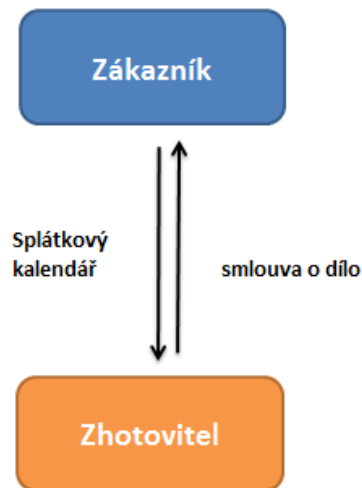 Zákazník
Splátkový
kalendář
smlouva o dílo
Zhotovitel